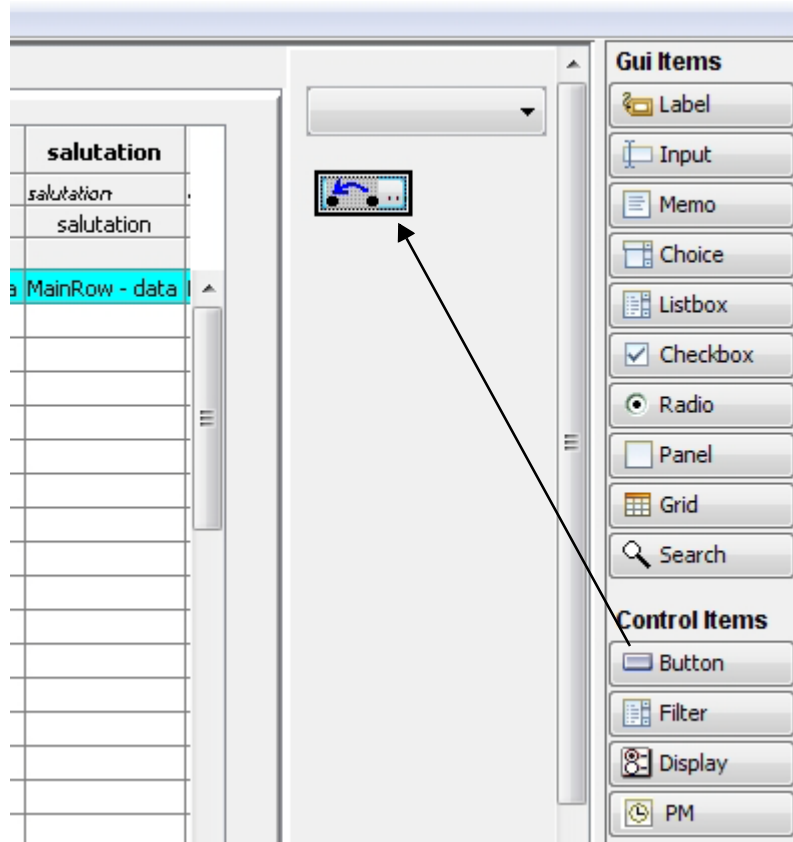 salutation
salutation
salutation
MainRow - data
..
Gui Items
Label
Input
Memo
Choice
Listbox
Checkbox
Radio
Panel
Grid
Search
Control Items
Button
Filter
Display
PM